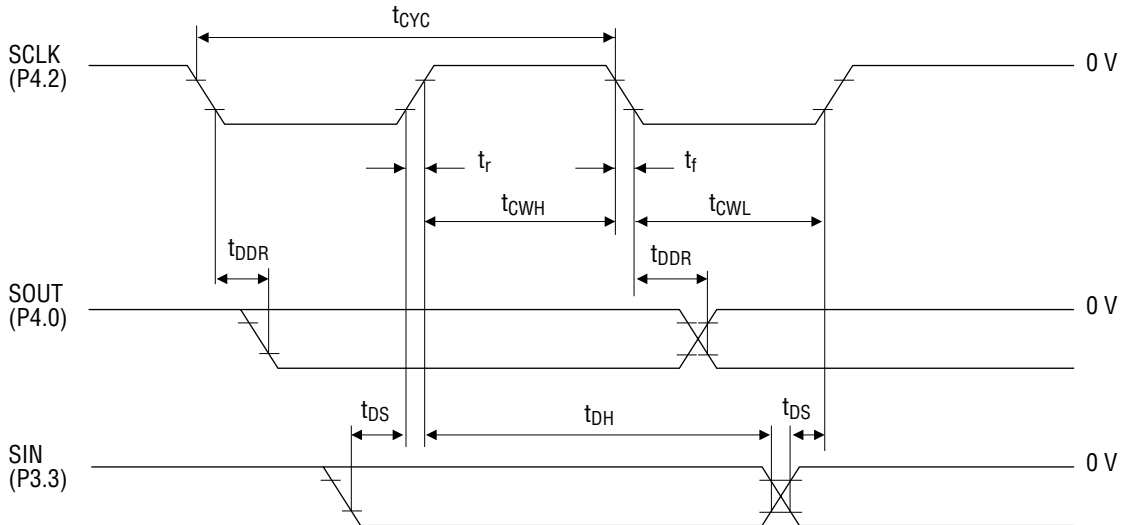 tCYC
SCLK
(P4.2)
0 V
tr
tf
tCWH
tCWL
tDDR
tDDR
SOUT
(P4.0)
0 V
tDS
tDH
tDS
SIN
(P3.3)
0 V